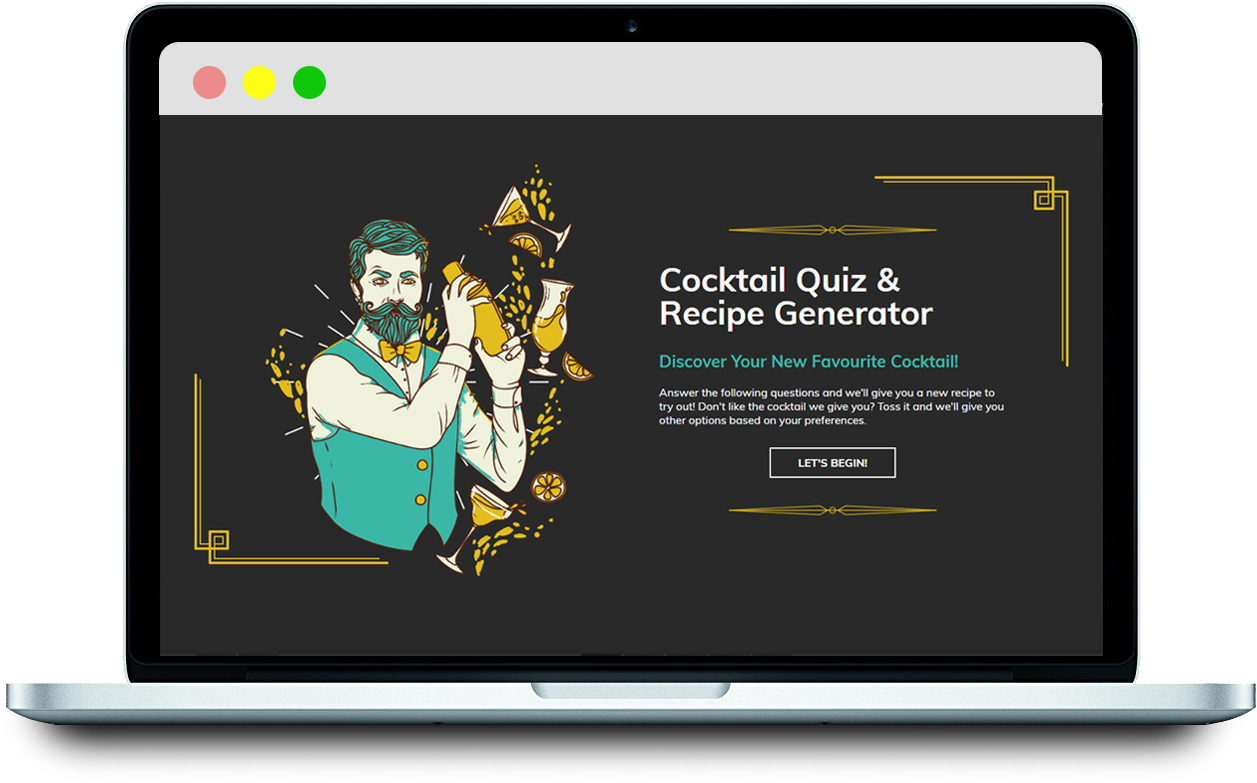 Cocktail Quiz &
Recipe Generator
Discover Your New Favourite Cocktail!
Answer the following questions and we'll give you a new recipe to
try out! Don't like the cocktail we give you? Toss it and we'll give you
other options based on your preferences.
LET'S BEGIN!